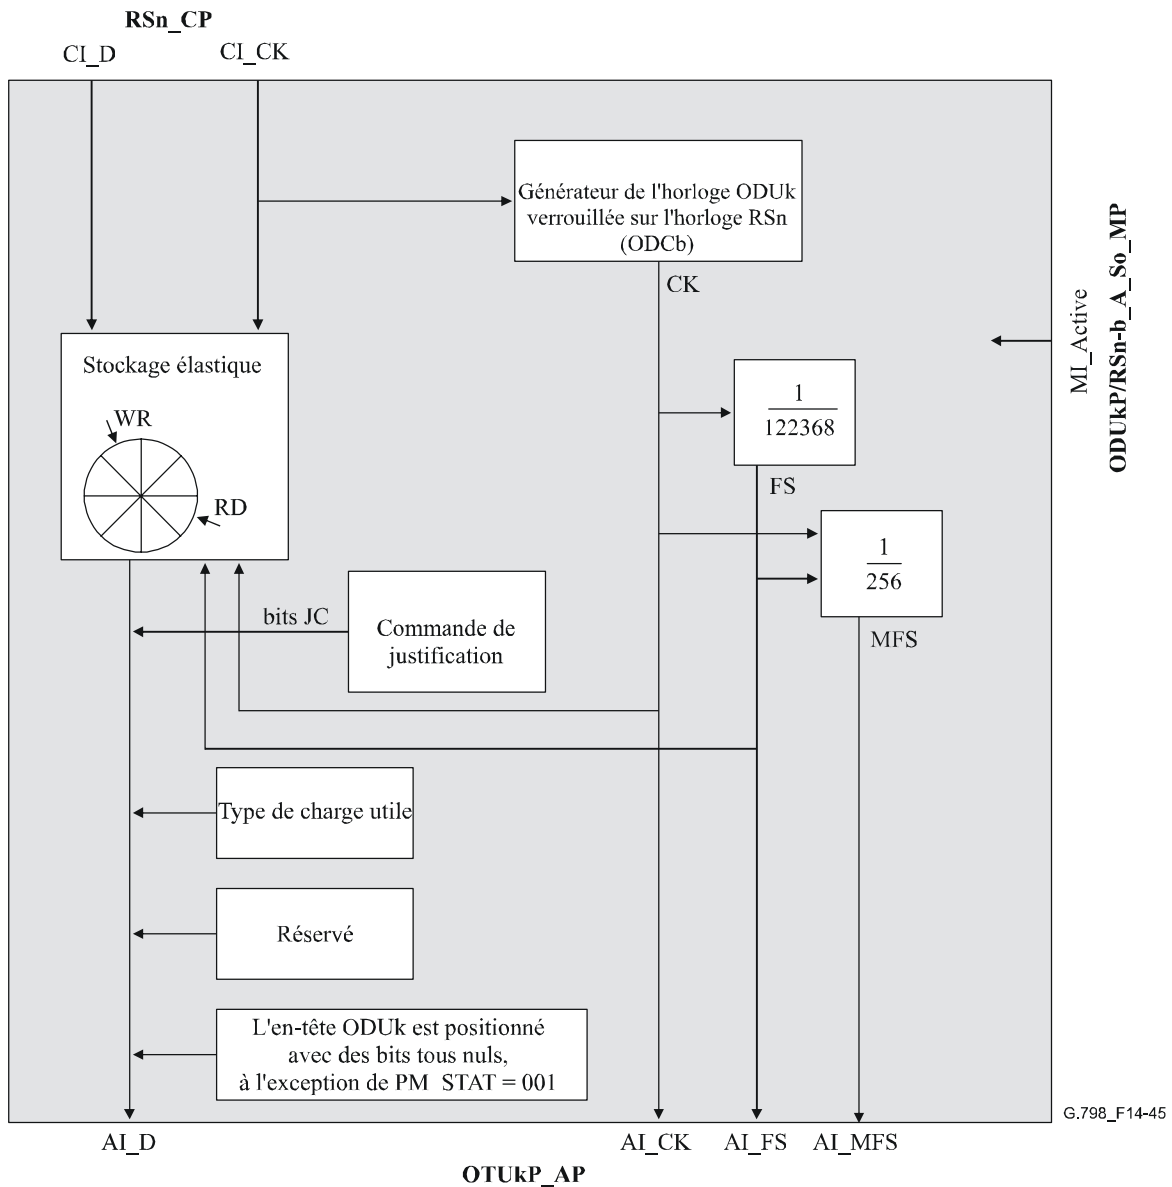 RSn_CP
CI_D
CI_CK
Générateur de l'horloge ODUk
verrouillée sur l'horloge RSn
(ODCb)
CK
MI_Active
ODUkP/RSn-b_A_So_MP
Stockage élastique
WR
RD
1
122368
FS
1
256
MFS
bits JC
Commande de
justification
Type de charge utile
Réservé
L'en-tête ODUk est positionné
avec des bits tous nuls,
à l'exception de PM_STAT = 001
G.798_F14-45
AI_D
AI_CK
AI_FS
AI_MFS
OTUkP_AP